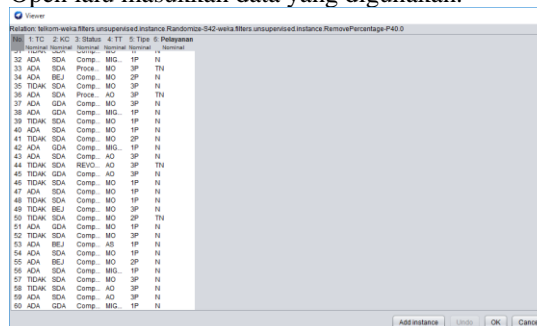 Open lalu masukkan data yang digunakan.
Viewer
Relation: telkom-weka.filters.unsupervised.instance.Randomize-S42-weka.filters.unsupervised.instance.RemovePercentage-P40.0
No. 1: TC 2: KC 3: Status 4: TT 5: Tipe 6: Pelayanan
Nominal Nominal Nominal Nominal Nominal Nominal
31 TIDAK SDA Comp... MO 1P N
32 ADA SDA Comp... MIG... 1P N
33 ADA SDA Proce... MO 3P TN
34 ADA BEJ Comp... MO 2P N
35 TIDAK SDA Comp... MO 3P N
36 ADA SDA Proce... AO 3P TN
37 ADA GDA Comp... MO 3P N
38 ADA GDA Comp... MIG... 1P N
39 TIDAK SDA Comp... MO 1P N
40 ADA SDA Comp... MO 1P N
41 TIDAK SDA Comp... MO 2P N
42 ADA GDA Comp... MIG... 1P N
43 ADA SDA Comp... AO 3P N
44 TIDAK SDA REVO... AO 3P TN
45 TIDAK GDA Comp... AO 3P N
46 TIDAK SDA Comp... MO 1P N
47 ADA SDA Comp... MO 1P N
48 TIDAK SDA Comp... MO 1P N
49 TIDAK BEJ Comp... MO 3P N
50 TIDAK SDA Comp... MO 2P TN
51 ADA GDA Comp... MO 1P N
52 TIDAK SDA Comp... MO 3P N
53 ADA BEJ Comp... AS 1P N
54 ADA SDA Comp... MO 1P N
55 ADA BEJ Comp... MO 2P N
56 ADA SDA Comp... MIG... 1P N
57 TIDAK SDA Comp... MO 3P N
58 TIDAK SDA Comp... AO 3P N
59 ADA SDA Comp... AO 3P N
60 ADA GDA Comp... MIG... 1P N
Add instance Undo OK Cancel